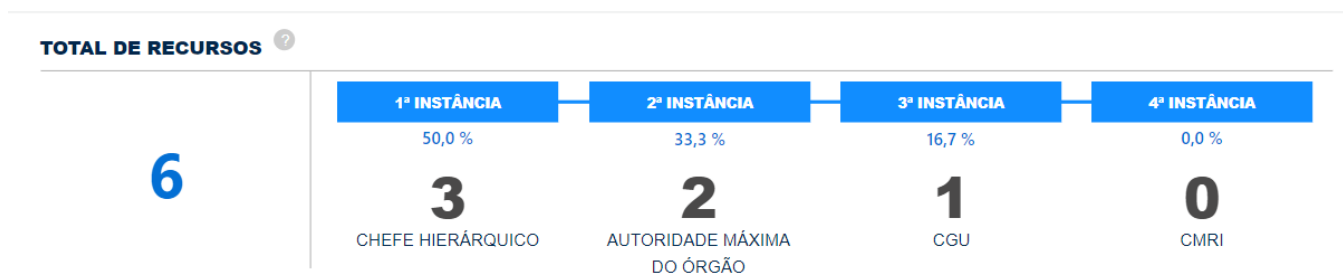 TOTAL DE RECURSOS ?
1ª INSTÂNCIA 2ª INSTÂNCIA 3ª INSTÂNCIA 4ª INSTÂNCIA
50,0 % 33,3 % 16,7 % 0,0 %
6
3 2 1 0
CHEFE HIERÁRQUICO AUTORIDADE MÁXIMA CGU CMRI
DO ÓRGÃO